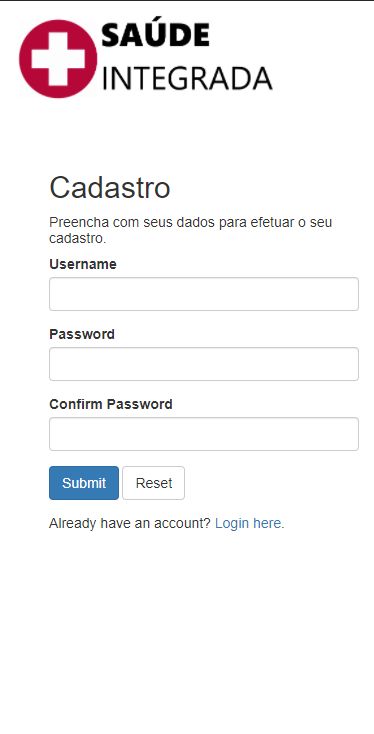 SAÚDE
INTEGRADA
Cadastro
Preencha com seus dados para efetuar o seu
cadastro.
Username
Password
Confirm Password
Submit Reset
Already have an account? Login here.